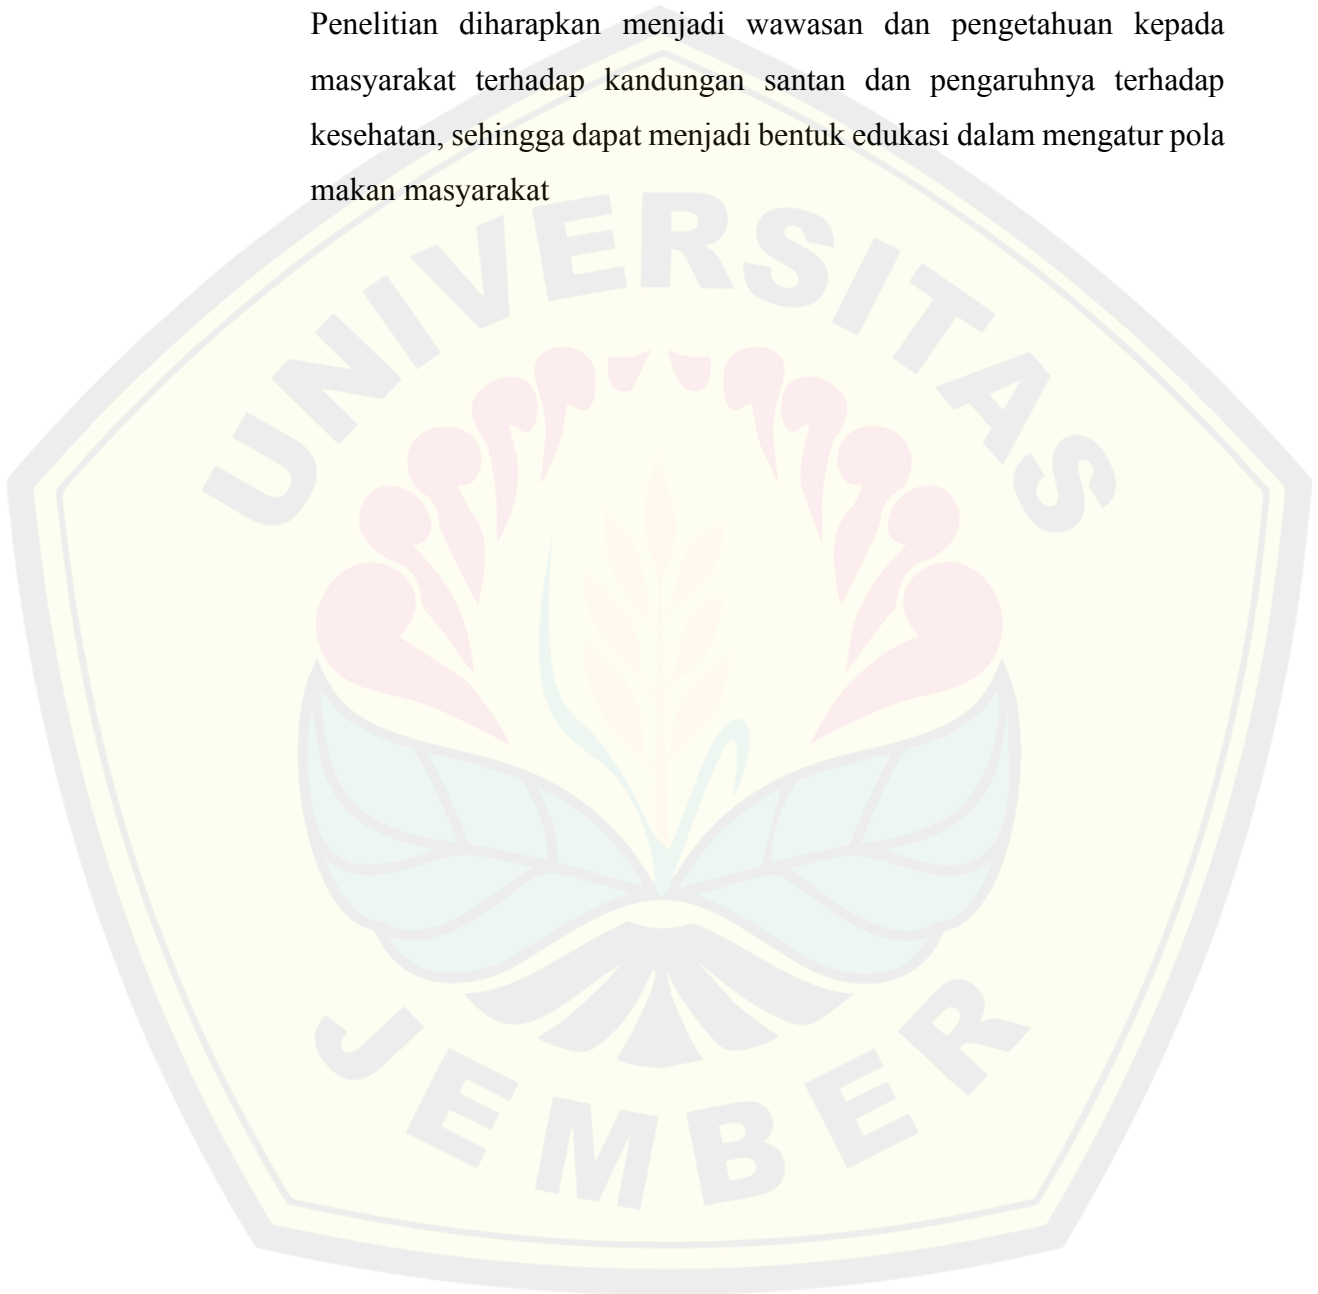 Penelitian diharapkan menjadi wawasan dan pengetahuan kepada
masyarakat terhadap kandungan santan dan pengaruhnya terhadap
kesehatan, sehingga dapat menjadi bentuk edukasi dalam mengatur pola
makan masyarakat
UNIVERSITAS
JEMBER